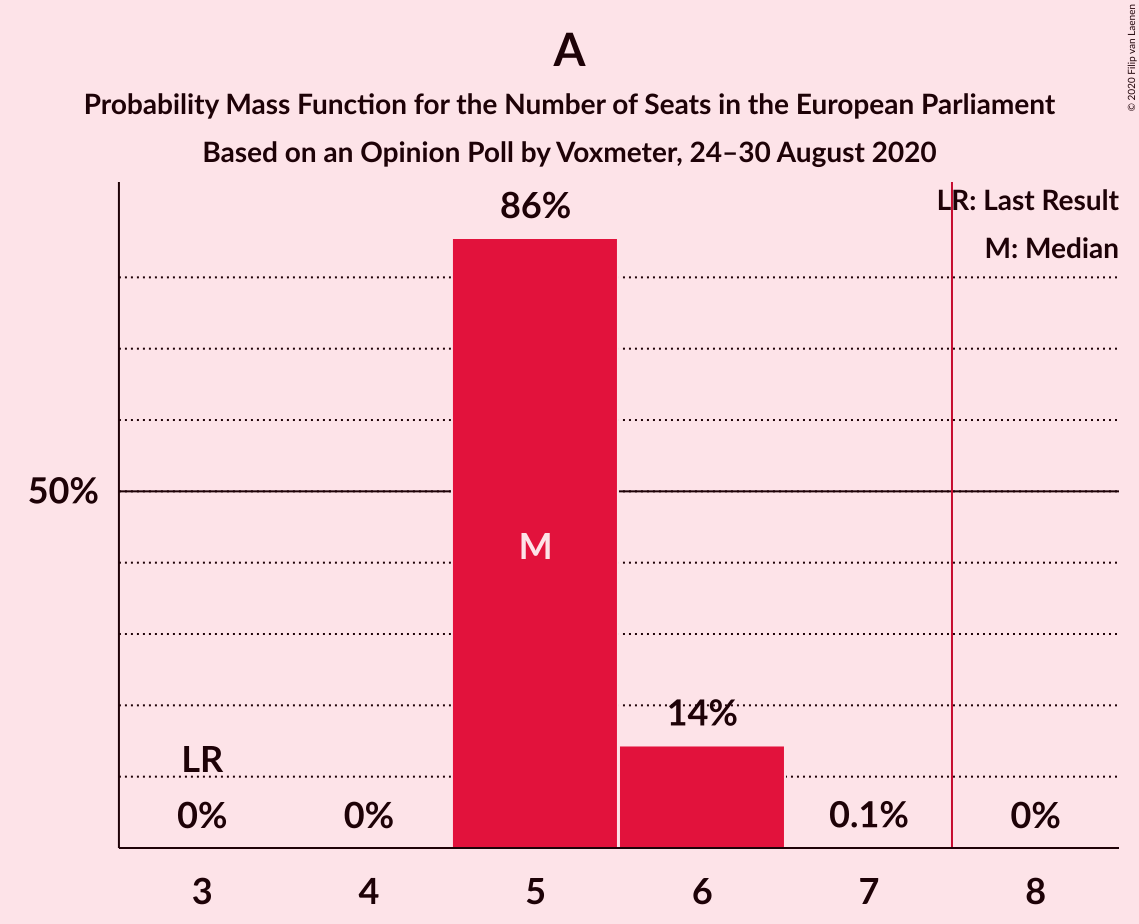 A
Probability Mass Function for the Number of Seats in the European Parliament
Based on an Opinion Poll by Voxmeter, 24–30 August 2020
© 2020 Filip van Laenen
LR: Last Result
M: Median
86%
50%
M
14%
LR
0%
0%
0.1%
0%
3
4
5
6
7
8